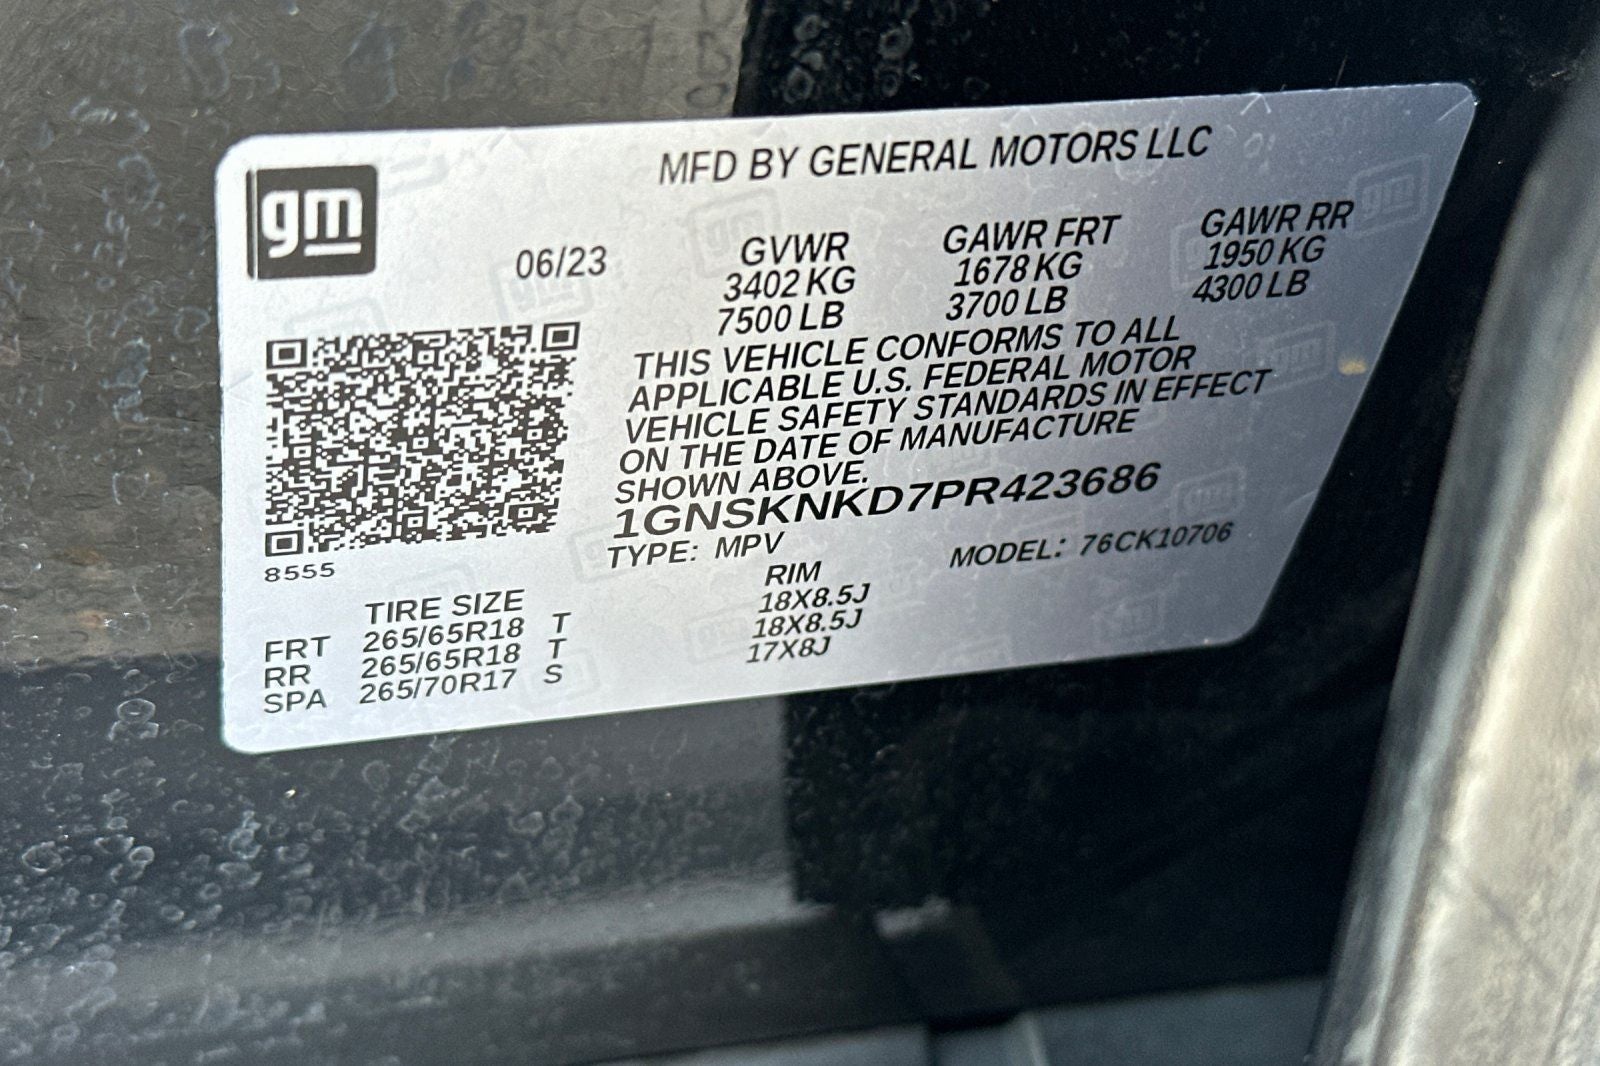 gm
MFD BY GENERAL MOTORS LLC
06/23
GVWR
3402 KG
7500 LB
GAWR FRT
1678 KG
3700 LB
GAWR RR
1950 KG
4300 LB
THIS VEHICLE CONFORMS TO ALL
APPLICABLE U.S. FEDERAL MOTOR
VEHICLE SAFETY STANDARDS IN EFFECT
ON THE DATE OF MANUFACTURE
SHOWN ABOVE.
1GNSKNKD7PR423686
TYPE: MPV MODEL: 76CK10706
8555
TIRE SIZE RIM
FRT 265/65R18 T 18X8.5J
RR 265/65R18 T 18X8.5J
SPA 265/70R17 S 17X8J